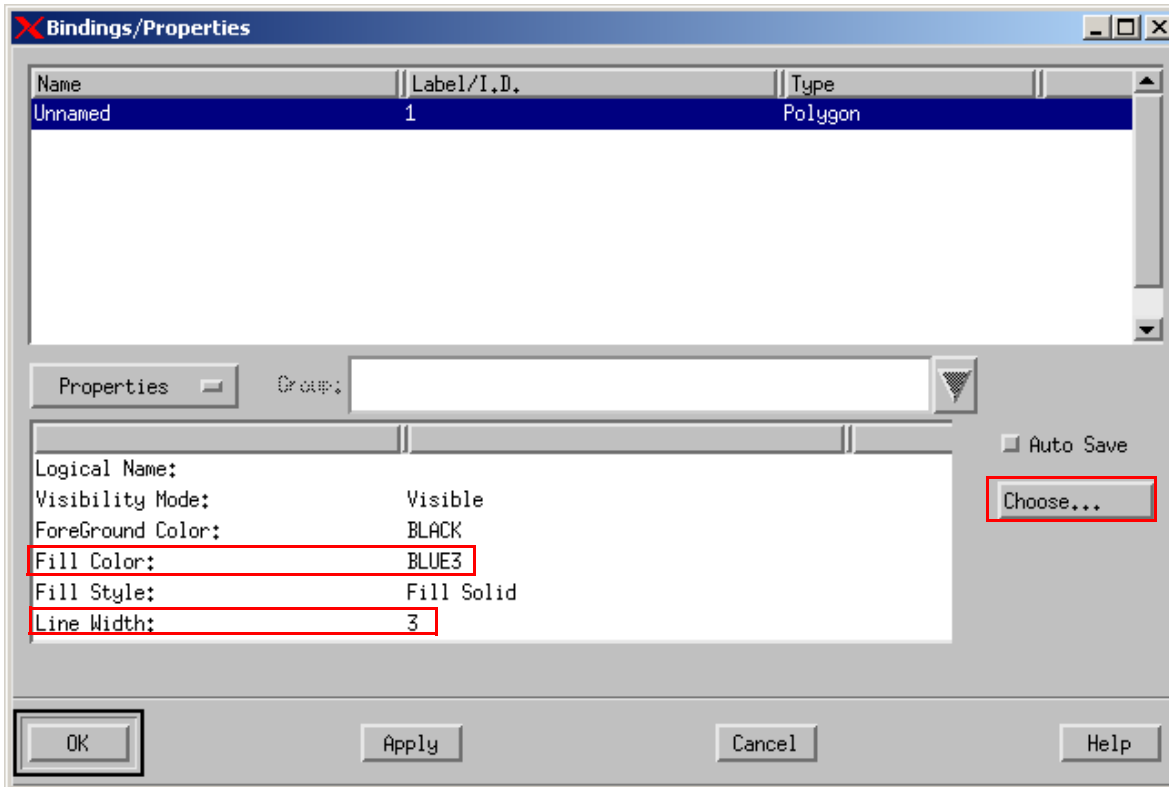 Bindings/Properties
Name Label/I.D. Type
Unnamed 1 Polygon
Properties Group:
Auto Save
Choose...
Logical Name:
Visibility Mode: Visible
ForeGround Color: BLACK
Fill Color: BLUE3
Fill Style: Fill Solid
Line Width: 3
OK Apply Cancel Help